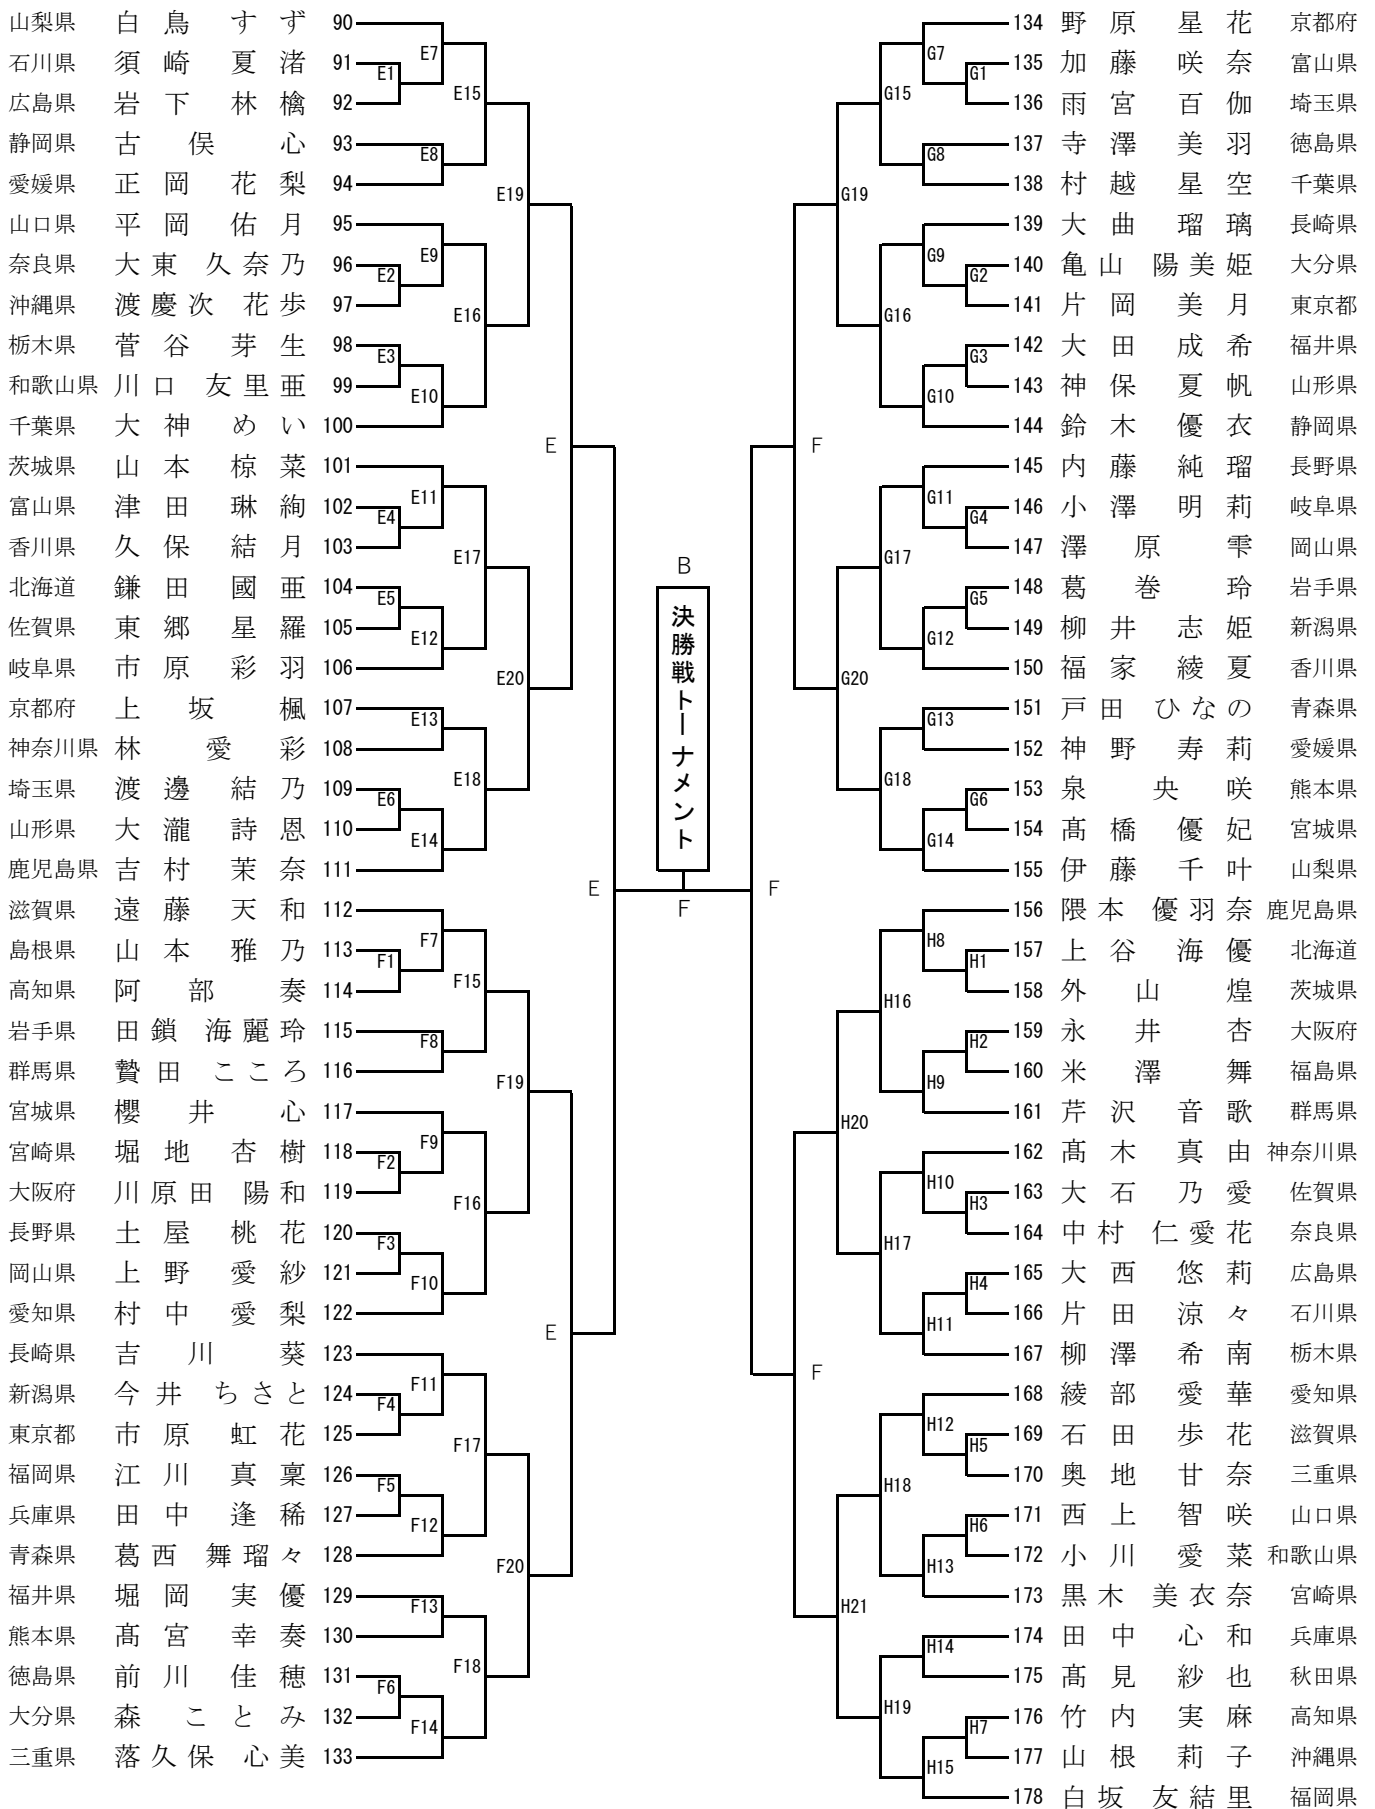 山梨県 白鳥 すず 90
石川県 須崎 夏渚 91
広島県 岩下 林檎 92
静岡県 古俣 心 93
愛媛県 正岡 花梨 94
山口県 平岡 佑月 95
奈良県 大東 久奈乃 96
沖縄県 渡慶次 花歩 97
栃木県 菅谷 芽生 98
和歌山県 川口 友里亜 99
千葉県 大神 めい 100
茨城県 山本 椋菜 101
富山県 津田 琳絢 102
香川県 久保 結月 103
北海道 鎌田 國亜 104
佐賀県 東郷 星羅 105
岐阜県 市原 彩羽 106
京都府 上坂 楓 107
神奈川県 林 愛彩 108
埼玉県 渡邊 結乃 109
山形県 大瀧 詩恩 110
鹿児島県 吉村 茉奈 111
滋賀県 遠藤 天和 112
島根県 山本 雅乃 113
高知県 阿部 奏 114
岩手県 田鎖 海麗玲 115
群馬県 贄田 こころ 116
宮城県 櫻井 心 117
宮崎県 堀地 杏樹 118
大阪府 川原田 陽和 119
長野県 土屋 桃花 120
岡山県 上野 愛紗 121
愛知県 村中 愛梨 122
長崎県 吉川 葵 123
新潟県 今井 ちさと 124
東京都 市原 虹花 125
福岡県 江川 真稟 126
兵庫県 田中 逢稀 127
青森県 葛西 舞瑠々 128
福井県 堀岡 実優 129
熊本県 髙宮 幸奏 130
徳島県 前川 佳穂 131
大分県 森 ことみ 132
三重県 落久保 心美 133
E1
E2
E3
E4
E5
E6
F1
F2
F3
F4
F5
F6
E7
E8
E9
E10
E11
E12
E13
E14
F7
F8
F9
F10
F11
F12
F13
F14
E15
E16
E17
E18
F15
F16
F17
F18
E19
E20
F19
F20
E
E
E
B
決勝戦トーナメント
F
F
F
F
G19
G20
H20
H21
G15
G16
G17
G18
H16
H17
H18
H19
G7
G8
G9
G10
G11
G12
G13
G14
H8
H9
H10
H11
H12
H13
H14
H15
G1
G2
G3
G4
G5
G6
H1
H2
H3
H4
H5
H6
H7
134 野原 星花 京都府
135 加藤 咲奈 富山県
136 雨宮 百伽 埼玉県
137 寺澤 美羽 徳島県
138 村越 星空 千葉県
139 大曲 瑠璃 長崎県
140 亀山 陽美姫 大分県
141 片岡 美月 東京都
142 大田 成希 福井県
143 神保 夏帆 山形県
144 鈴木 優衣 静岡県
145 内藤 純瑠 長野県
146 小澤 明莉 岐阜県
147 澤原 雫 岡山県
148 葛巻 玲 岩手県
149 柳井 志姫 新潟県
150 福家 綾夏 香川県
151 戸田 ひなの 青森県
152 神野 寿莉 愛媛県
153 泉 央咲 熊本県
154 髙橋 優妃 宮城県
155 伊藤 千叶 山梨県
156 隈本 優羽奈 鹿児島県
157 上谷 海優 北海道
158 外山 煌 茨城県
159 永井 杏 大阪府
160 米澤 舞 福島県
161 芹沢 音歌 群馬県
162 髙木 真由 神奈川県
163 大石 乃愛 佐賀県
164 中村 仁愛花 奈良県
165 大西 悠莉 広島県
166 片田 涼々 石川県
167 柳澤 希南 栃木県
168 綾部 愛華 愛知県
169 石田 歩花 滋賀県
170 奥地 甘奈 三重県
171 西上 智咲 山口県
172 小川 愛菜 和歌山県
173 黒木 美衣奈 宮崎県
174 田中 心和 兵庫県
175 髙見 紗也 秋田県
176 竹内 実麻 高知県
177 山根 莉子 沖縄県
178 白坂 友結里 福岡県